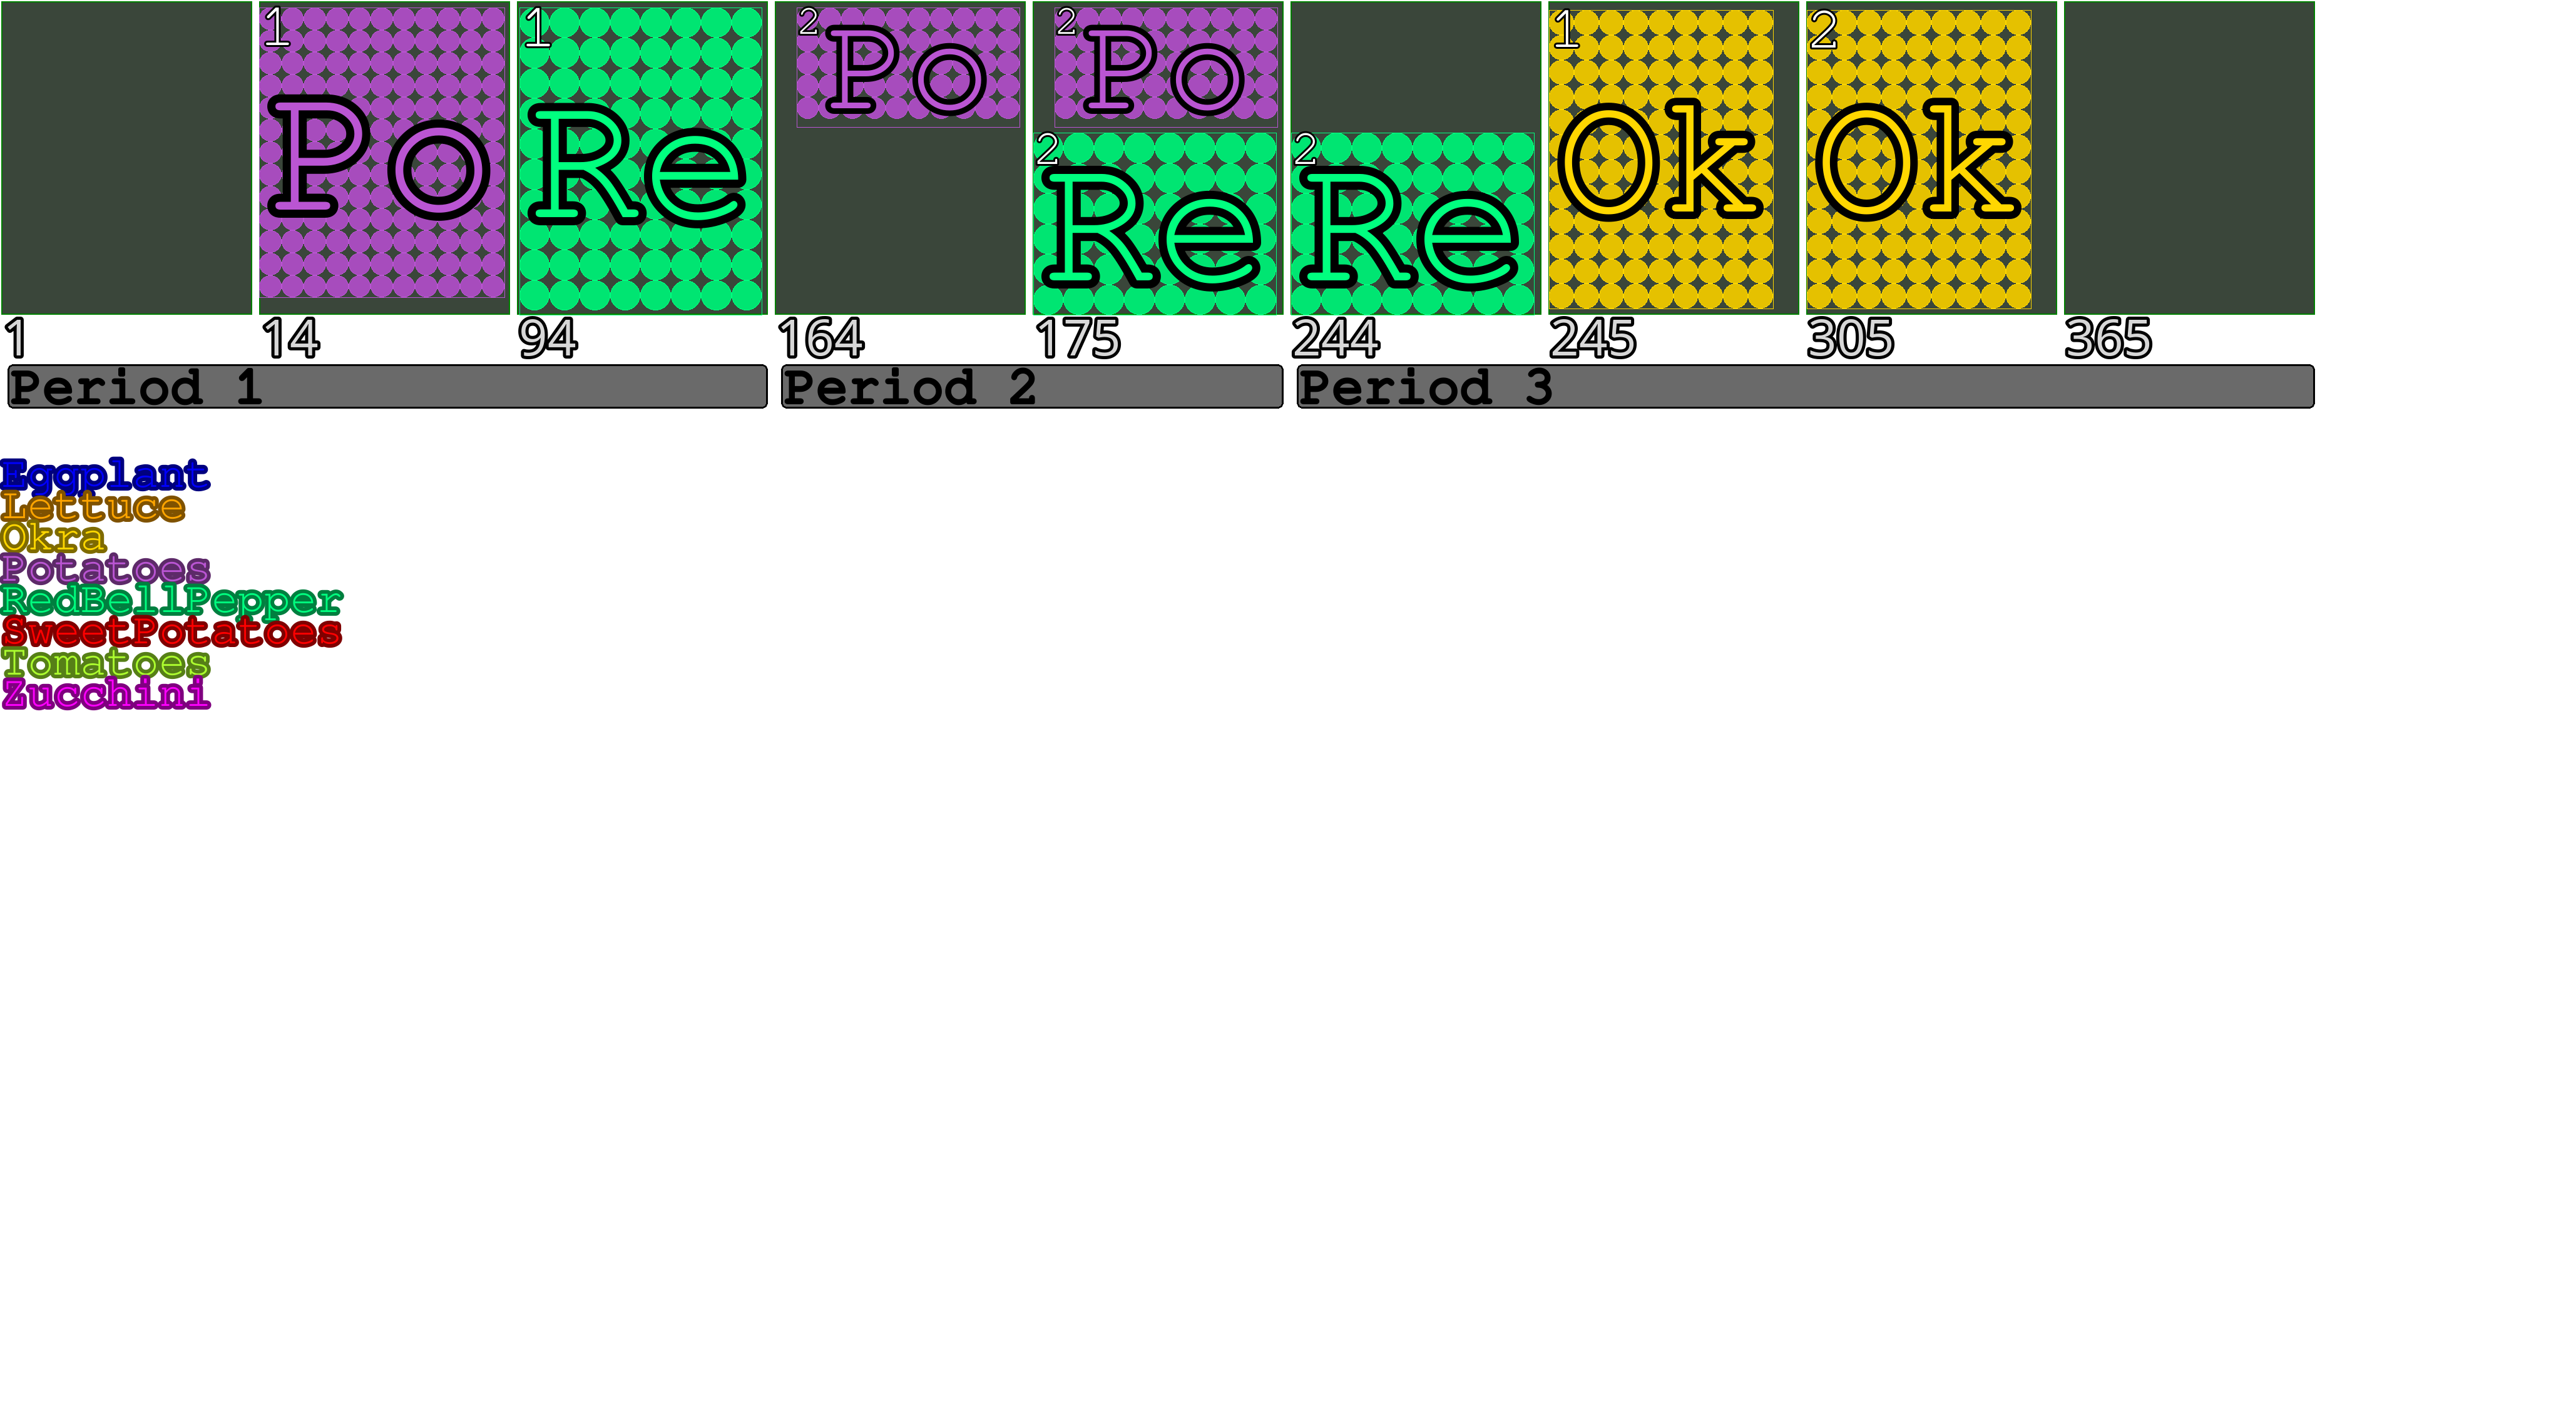 1 1 2 2 1 2
Po Re Po Po Ok Ok
2 2
Re Re
1 14 94 164 175 244 245 305 365
Period 1 Period 2 Period 3
Eggplant
Lettuce
Okra
Potatoes
RedBellPepper
SweetPotatoes
Tomatoes
Zucchini